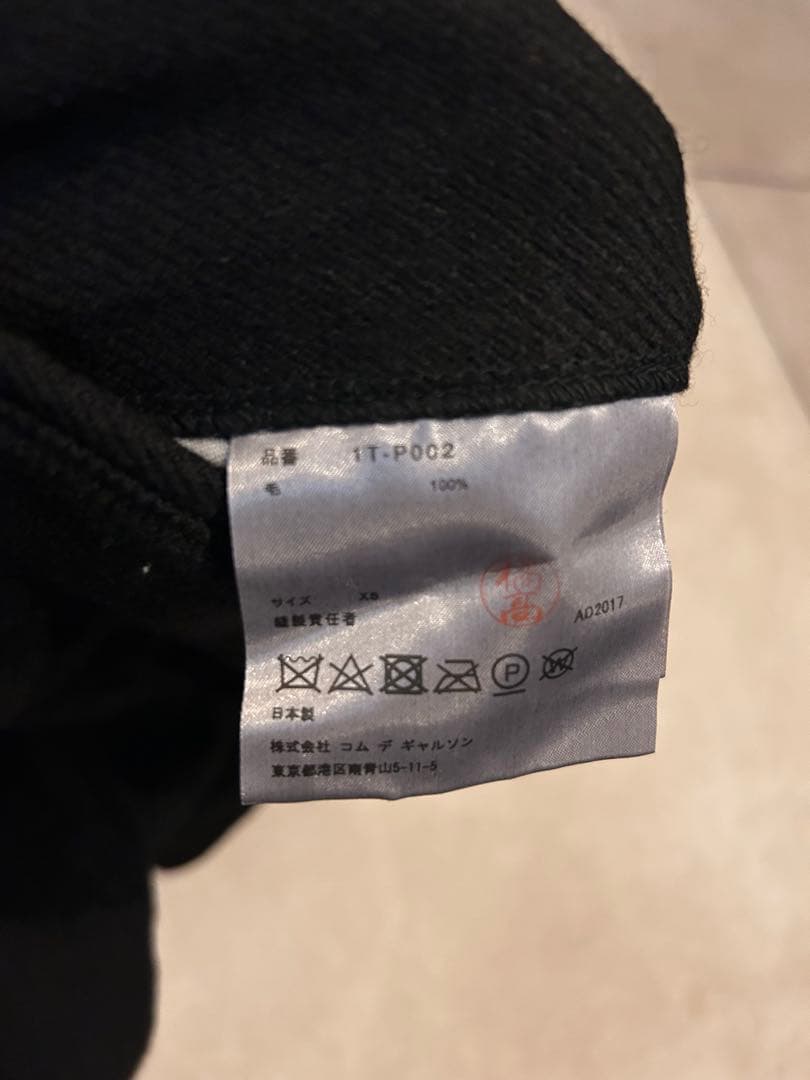 品番 1T-P002
毛 100%
サイズ XS
縫製責任者
AD2017
P
W
日本製
株式会社 コム デ ギャルソン
東京都港区南青山5-11-5